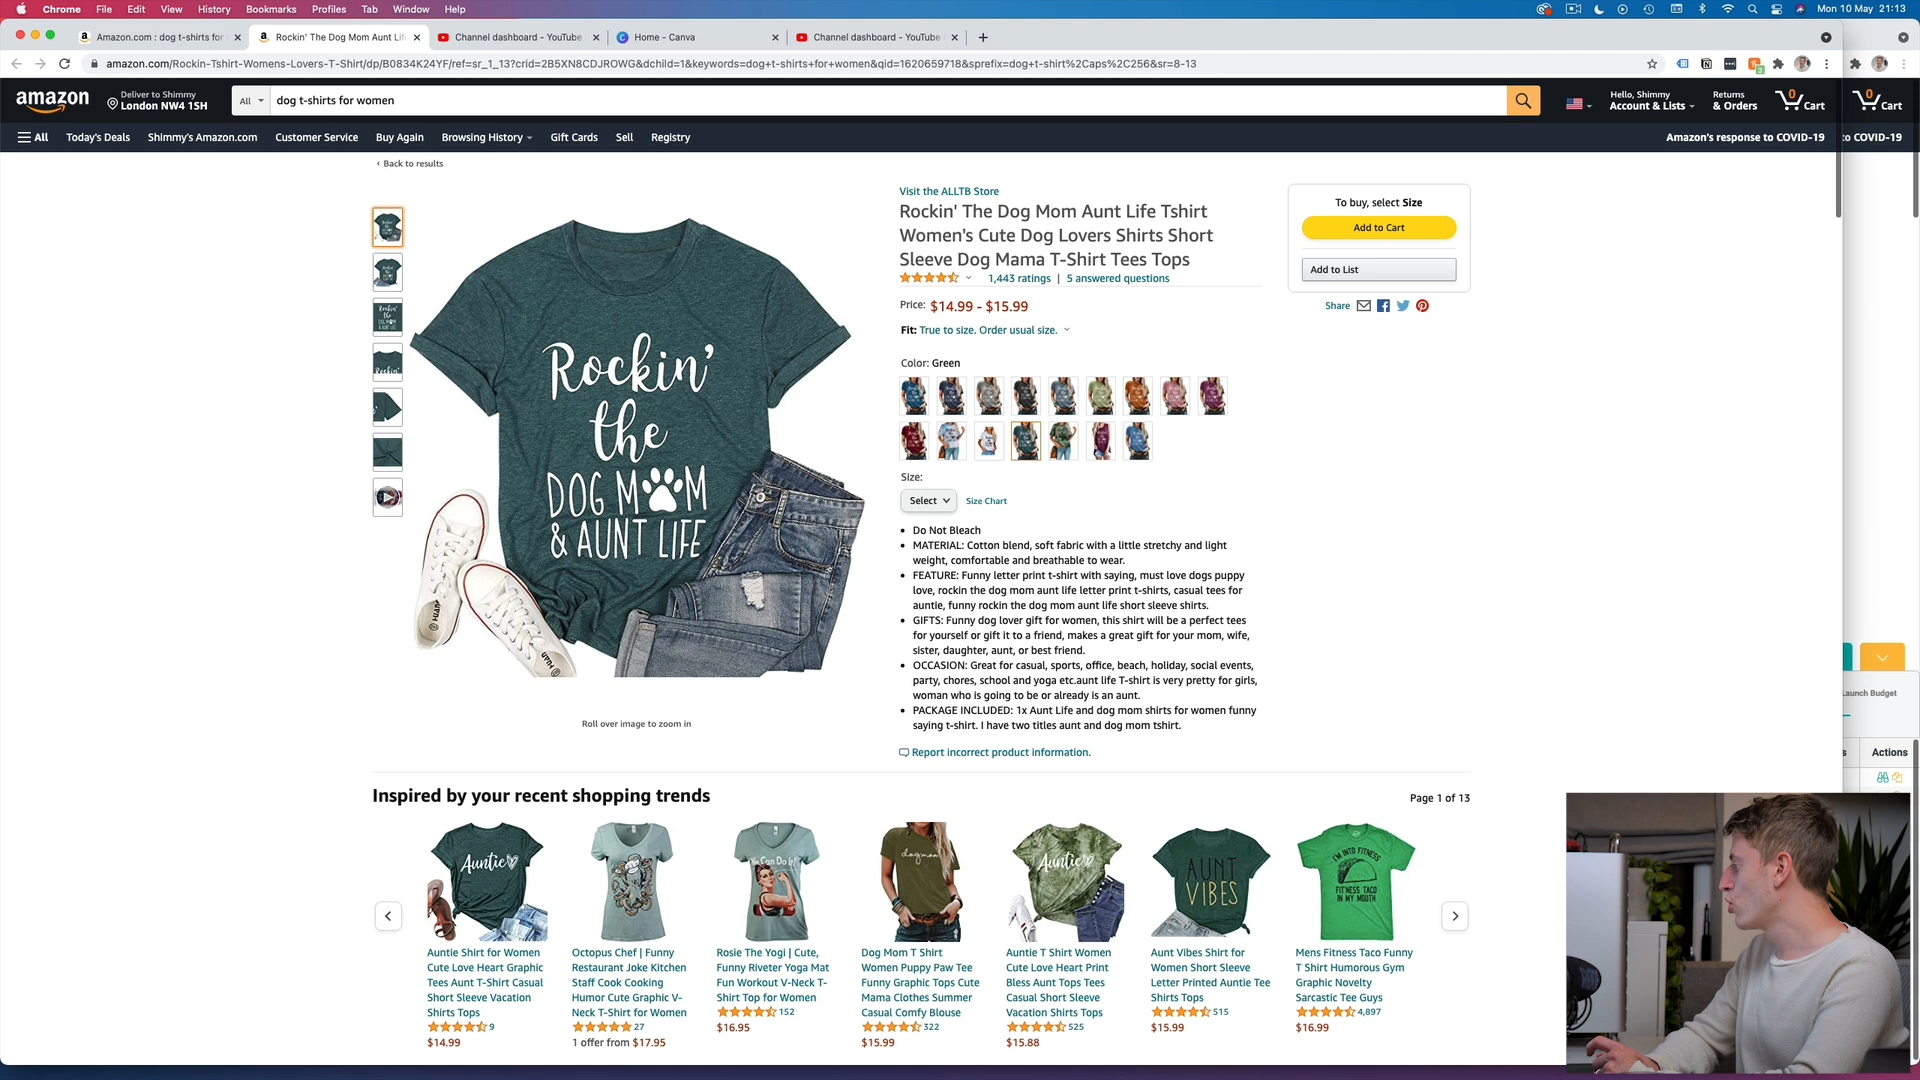 Chrome File Edit View History Bookmarks Profiles Tab Window Help
Mon 10 May 21:13
Amazon.com : dog t-shirts for
Rockin' The Dog Mom Aunt Life
Channel dashboard - YouTube
Home - Canva
Channel dashboard - YouTube
amazon.com/Rockin-Tshirt-Womens-Lovers-T-Shirt/dp/B0834K24YF/ref=sr_1_13?crid=2B5XN8CDJROWG&dchild=1&keywords=dog+t-shirts+for+women&qid=1620659718&sprefix=dog+t-shirt%2Caps%2C256&sr=8-13
amazon
Deliver to Shimmy
London NW4 1SH
All
dog t-shirts for women
Hello, Shimmy
Account & Lists
Returns
& Orders
0
Cart
0
Cart
All
Today's Deals
Shimmy's Amazon.com
Customer Service
Buy Again
Browsing History
Gift Cards
Sell
Registry
Amazon's response to COVID-19
to COVID-19
‹ Back to results
Visit the ALLTB Store
Rockin' The Dog Mom Aunt Life Tshirt
Women's Cute Dog Lovers Shirts Short
Sleeve Dog Mama T-Shirt Tees Tops
1,443 ratings | 5 answered questions
Price: $14.99 - $15.99
Fit: True to size. Order usual size.
Color: Green
Size:
Select
Size Chart
• Do Not Bleach
• MATERIAL: Cotton blend, soft fabric with a little stretchy and light
weight, comfortable and breathable to wear.
• FEATURE: Funny letter print t-shirt with saying, must love dogs puppy
love, rockin the dog mom aunt life letter print t-shirts, casual tees for
auntie, funny rockin the dog mom aunt life short sleeve shirts.
• GIFTS: Funny dog lover gift for women, this shirt will be a perfect tees
for yourself or gift it to a friend, makes a great gift for your mom, wife,
sister, daughter, aunt, or best friend.
• OCCASION: Great for casual, sports, office, beach, holiday, social events,
party, chores, school and yoga etc.aunt life T-shirt is very pretty for girls,
woman who is going to be or already is an aunt.
• PACKAGE INCLUDED: 1x Aunt Life and dog mom shirts for women funny
saying t-shirt. I have two titles aunt and dog mom tshirt.
Report incorrect product information.
To buy, select Size
Add to Cart
Add to List
Share
Rockin'
the
DOG M M
& AUNT LIFE
Roll over image to zoom in
Launch Budget
s
Actions
Inspired by your recent shopping trends
Page 1 of 13
Auntie
We Can Do It!
dogmom
Auntie
AUNT
VIBES
I'M INTO FITNESS
FIT'NESS TACO
IN MY MOUTH
Auntie Shirt for Women
Cute Love Heart Graphic
Tees Aunt T-Shirt Casual
Short Sleeve Vacation
Shirts Tops
9
$14.99
Octopus Chef | Funny
Restaurant Joke Kitchen
Staff Cook Cooking
Humor Cute Graphic V-
Neck T-Shirt for Women
27
1 offer from $17.95
Rosie The Yogi | Cute,
Funny Riveter Yoga Mat
Fun Workout V-Neck T-
Shirt Top for Women
152
$16.95
Dog Mom T Shirt
Women Puppy Paw Tee
Funny Graphic Tops Cute
Mama Clothes Summer
Casual Comfy Blouse
322
$15.99
Auntie T Shirt Women
Cute Love Heart Print
Bless Aunt Tops Tees
Casual Short Sleeve
Vacation Shirts Tops
525
$15.88
Aunt Vibes Shirt for
Women Short Sleeve
Letter Printed Auntie Tee
Shirts Tops
515
$15.99
Mens Fitness Taco Funny
T Shirt Humorous Gym
Graphic Novelty
Sarcastic Tee Guys
4,897
$16.99